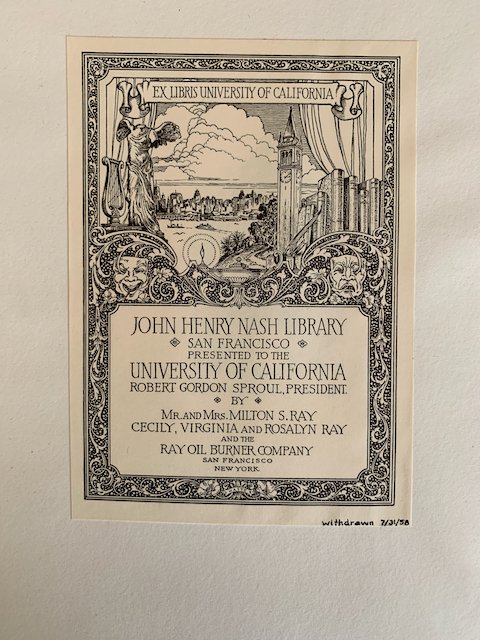 EX LIBRIS UNIVERSITY OF CALIFORNIA
JOHN HENRY NASH LIBRARY
SAN FRANCISCO
PRESENTED TO THE
UNIVERSITY OF CALIFORNIA
ROBERT GORDON SPROUL, PRESIDENT.
BY
MR. AND MRS. MILTON S. RAY
CECILY, VIRGINIA AND ROSALYN RAY
AND THE
RAY OIL BURNER COMPANY
SAN FRANCISCO
NEW YORK
withdrawn 7/31/58